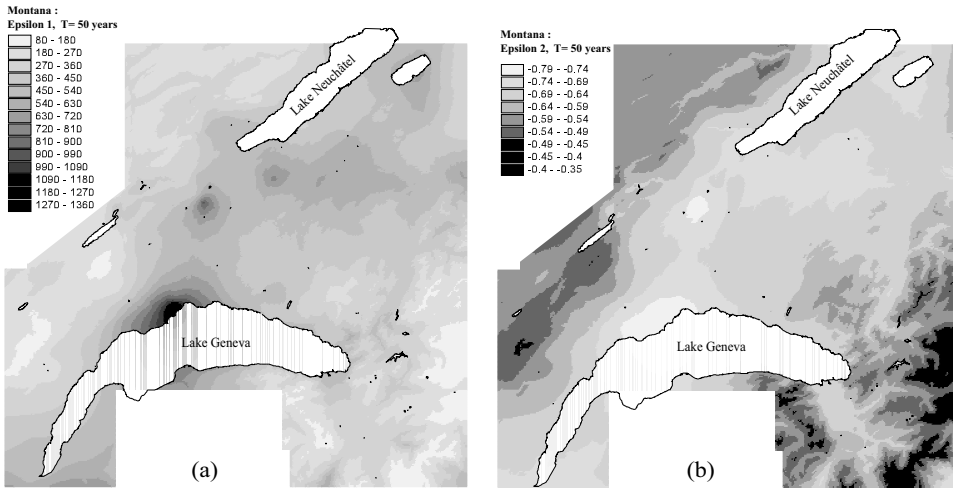 Montana :
Epsilon 1, T= 50 years
80 - 180
180 - 270
270 - 360
360 - 450
450 - 540
540 - 630
630 - 720
720 - 810
810 - 900
900 - 990
990 - 1090
1090 - 1180
1180 - 1270
1270 - 1360
Lake Neuchâtel
Lake Geneva
(a)
Montana:
Epsilon 2, T= 50 years
-0.79 - -0.74
-0.74 - -0.69
-0.69 - -0.64
-0.64 - -0.59
-0.59 - -0.54
-0.54 - -0.49
-0.49 - -0.45
-0.45 - -0.4
-0.4 - -0.35
Lake Neuchâtel
Lake Geneva
(b)